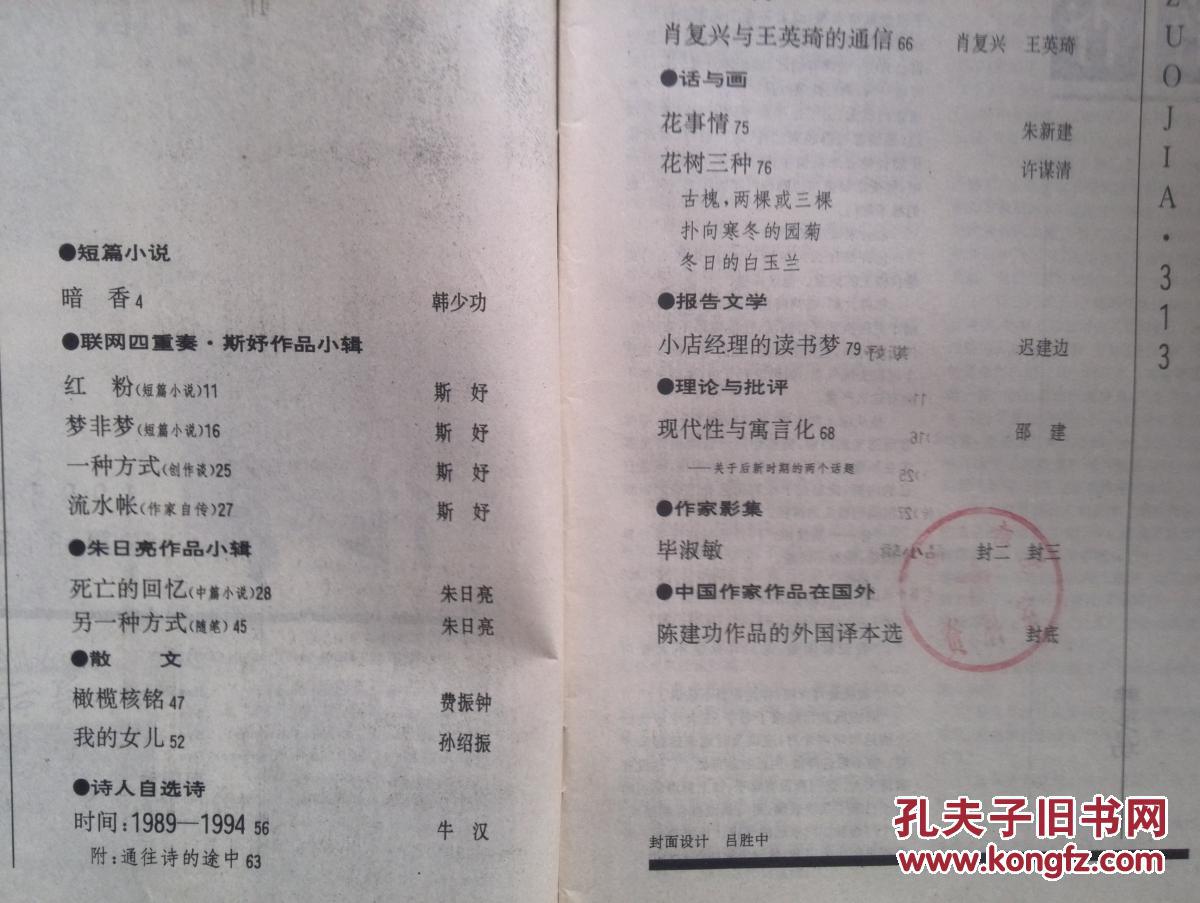 ●短篇小说
暗 香 4 韩少功
●联网四重奏·斯妤作品小辑
红 粉(短篇小说)11 斯 妤
梦非梦(短篇小说)16 斯 妤
一种方式(创作谈)25 斯 妤
流水帐(作家自传)27 斯 妤
●朱日亮作品小辑
死亡的回忆(中篇小说)28 朱日亮
另一种方式(随笔)45 朱日亮
●散 文
橄榄核铭 47 费振钟
我的女儿 52 孙绍振
●诗人自选诗
时间:1989—1994 56 牛 汉
附:通往诗的途中 63
肖复兴与王英琦的通信 66 肖复兴 王英琦
●话与画
花事情 75 朱新建
花树三种 76 许谋清
古槐,两棵或三棵
扑向寒冬的园菊
冬日的白玉兰
●报告文学
小店经理的读书梦 79 迟建边
●理论与批评
现代性与寓言化 68 邵 建
——关于后新时期的两个话题
●作家影集
毕淑敏 封二 封三
●中国作家作品在国外
陈建功作品的外国译本选 封底
封面设计 吕胜中
ZUOJIA·313
孔夫子旧书网
www.kongfz.com